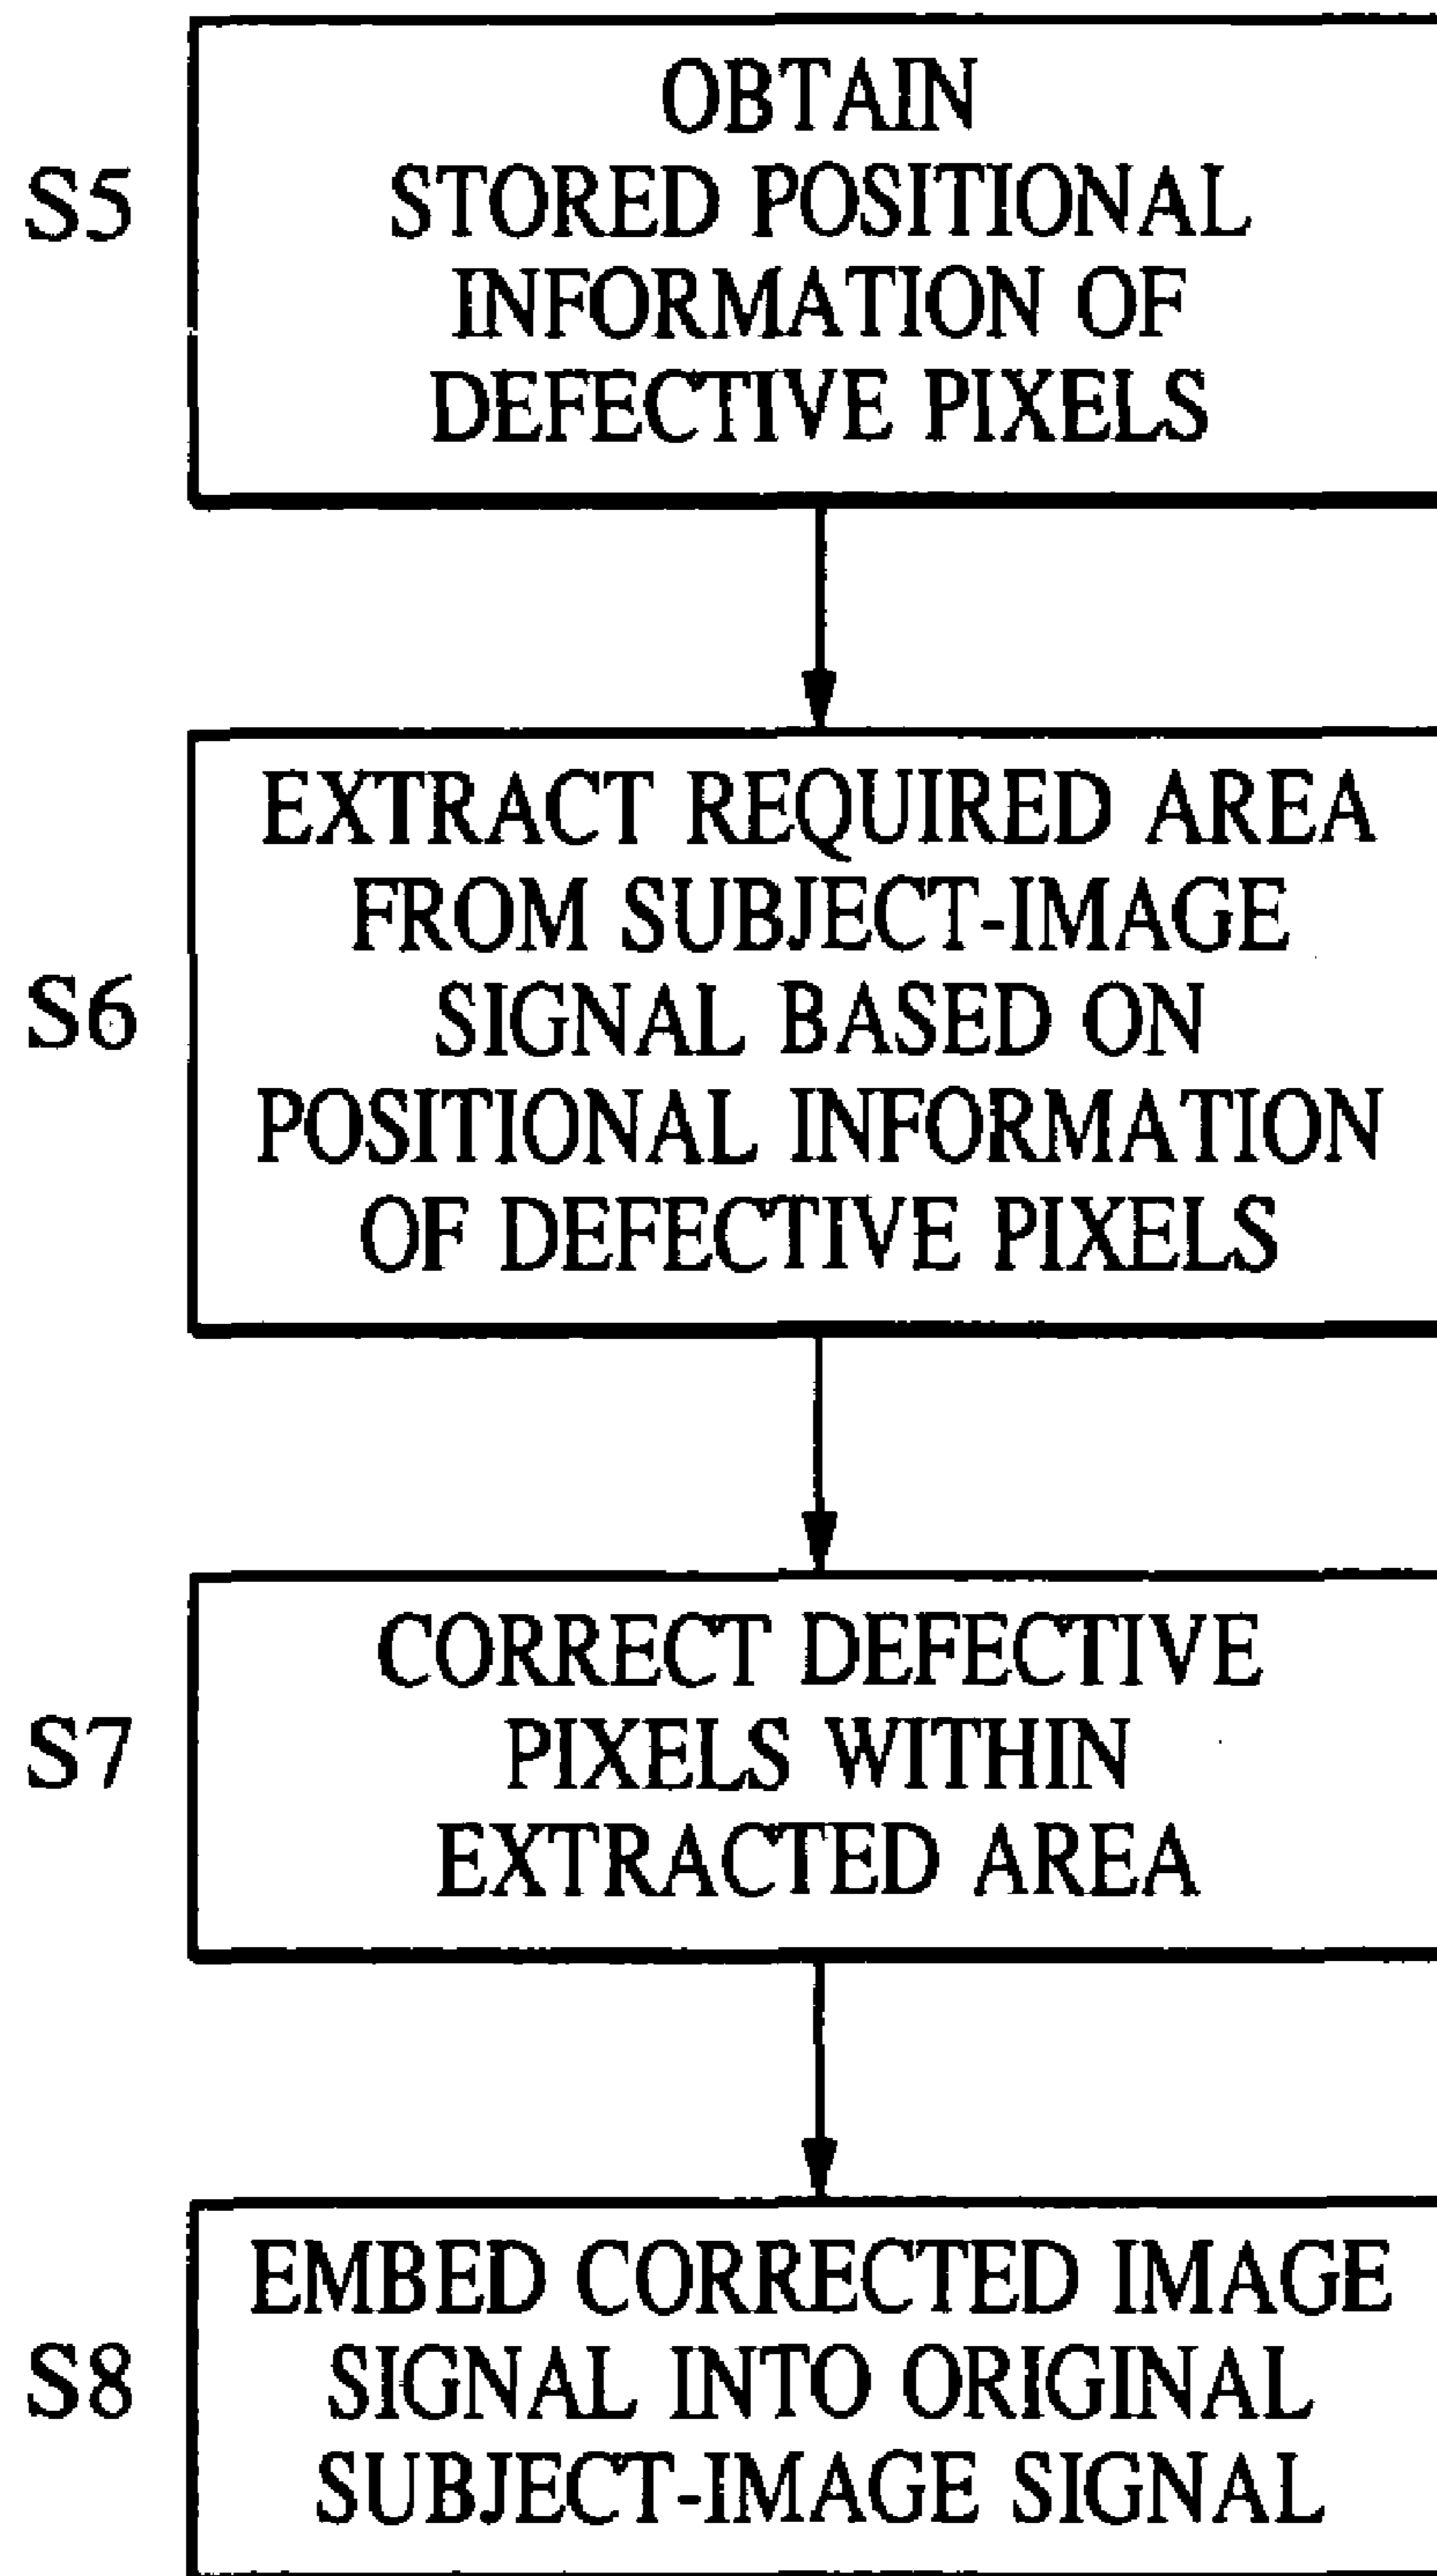 S5
OBTAIN
STORED POSITIONAL
INFORMATION OF
DEFECTIVE PIXELS
S6
EXTRACT REQUIRED AREA
FROM SUBJECT-IMAGE
SIGNAL BASED ON
POSITIONAL INFORMATION
OF DEFECTIVE PIXELS
S7
CORRECT DEFECTIVE
PIXELS WITHIN
EXTRACTED AREA
S8
EMBED CORRECTED IMAGE
SIGNAL INTO ORIGINAL
SUBJECT-IMAGE SIGNAL